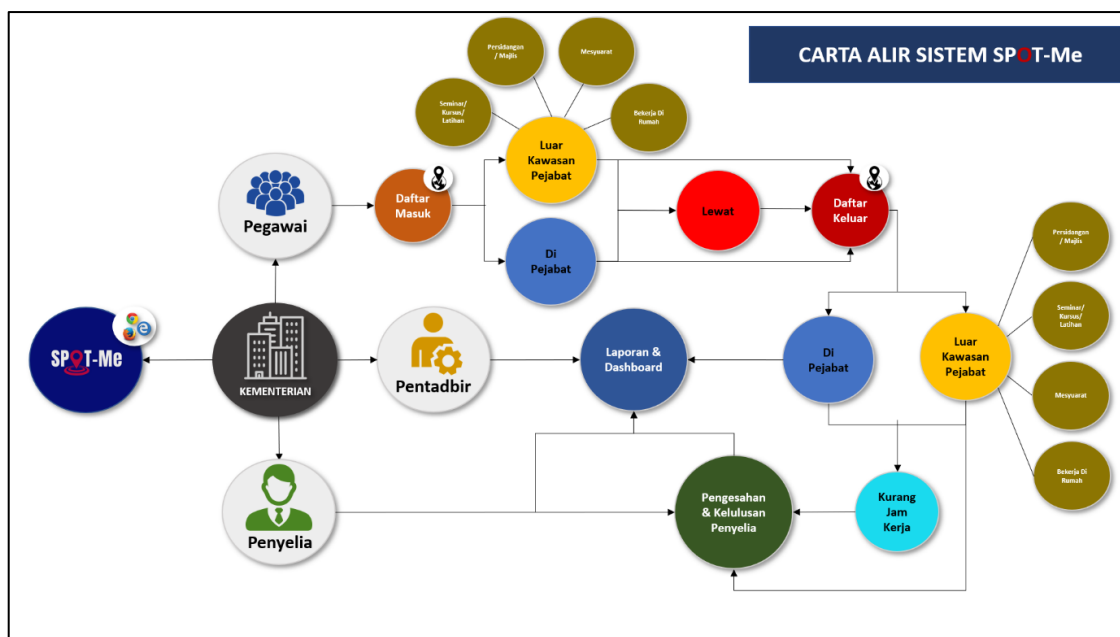 CARTA ALIR SISTEM SPOT-Me
Persidangan
/ Majlis
Mesyuarat
Seminar/
Kursus/
Latihan
Bekerja Di
Rumah
Luar
Kawasan
Pejabat
Pegawai
Daftar
Masuk
Lewat
Daftar
Keluar
Di
Pejabat
Persidangan
/ Majlis
Seminar/
Kursus/
Latihan
SPOT-Me
KEMENTERIAN
Pentadbir
Laporan &
Dashboard
Di
Pejabat
Luar
Kawasan
Pejabat
Mesyuarat
Bekerja Di
Rumah
Penyelia
Pengesahan
& Kelulusan
Penyelia
Kurang
Jam
Kerja